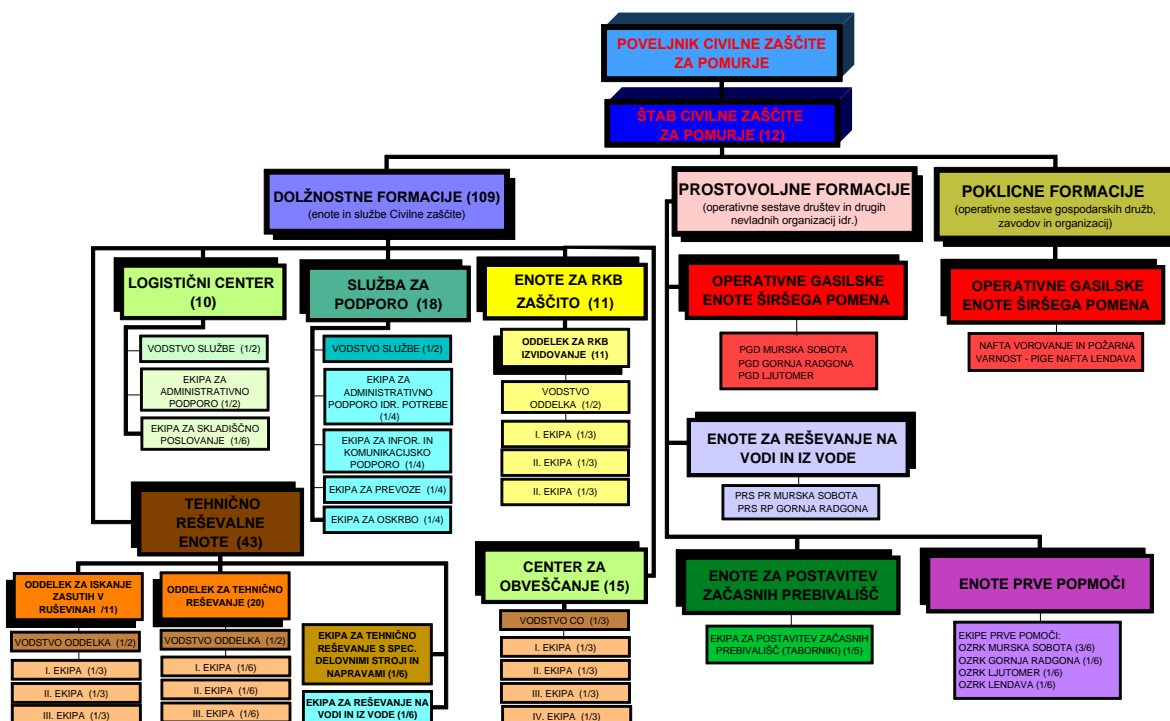 POVELJNIK CIVILNE ZAŠČITE
ZA POMURJE
ŠTAB CIVILNE ZAŠČITE
ZA POMURJE (12)
DOLŽNOSTNE FORMACIJE (109)
(enote in službe Civilne zaščite)
PROSTOVOLJNE FORMACIJE
(operativne sestave društev in drugih
nevladnih organizacij idr.)
POKLICNE FORMACIJE
(operativne sestave gospodarskih družb,
zavodov in organizacij)
LOGISTIČNI CENTER
(10)
VODSTVO SLUŽBE (1/2)
EKIPA ZA
ADMINISTRATIVNO
PODPORO (1/2)
EKIPA ZA SKLADIŠČNO
POSLOVANJE (1/6)
SLUŽBA ZA
PODPORO (18)
VODSTVO SLUŽBE (1/2)
EKIPA ZA
ADMINISTRATIVNO
PODPORO IDR. POTREBE
(1/4)
EKIPA ZA INFOR. IN
KOMUNIKACIJSKO
PODPORO (1/4)
EKIPA ZA PREVOZE (1/4)
EKIPA ZA OSKRBO (1/4)
ENOTE ZA RKB
ZAŠČITO (11)
ODDELEK ZA RKB
IZVIDOVANJE (11)
VODSTVO
ODDELKA (1/2)
I. EKIPA (1/3)
II. EKIPA (1/3)
II. EKIPA (1/3)
OPERATIVNE GASILSKE
ENOTE ŠIRŠEGA POMENA
PGD MURSKA SOBOTA
PGD GORNJA RADGONA
PGD LJUTOMER
OPERATIVNE GASILSKE
ENOTE ŠIRŠEGA POMENA
NAFTA VOROVANJE IN POŽARNA
VARNOST - PIGE NAFTA LENDAVA
ENOTE ZA REŠEVANJE NA
VODI IN IZ VODE
PRS PR MURSKA SOBOTA
PRS RP GORNJA RADGONA
TEHNIČNO
REŠEVALNE
ENOTE (43)
ODDELEK ZA ISKANJE
ZASUTIH V
RUŠEVINAH /11)
VODSTVO ODDELKA (1/2)
I. EKIPA (1/3)
II. EKIPA (1/3)
III. EKIPA (1/3)
ODDELEK ZA TEHNIČNO
REŠEVANJE (20)
VODSTVO ODDELKA (1/2)
I. EKIPA (1/6)
II. EKIPA (1/6)
III. EKIPA (1/6)
EKIPA ZA TEHNIČNO
REŠEVANJE S SPEC.
DELOVNIMI STROJI IN
NAPRAVAMI (1/6)
EKIPA ZA REŠEVANJE NA
VODI IN IZ VODE (1/6)
CENTER ZA
OBVEŠČANJE (15)
VODSTVO CO (1/3)
I. EKIPA (1/3)
II. EKIPA (1/3)
III. EKIPA (1/3)
IV. EKIPA (1/3)
ENOTE ZA POSTAVITEV
ZAČASNIH PREBIVALIŠČ
EKIPA ZA POSTAVITEV ZAČASNIH
PREBIVALIŠČ (TABORNIKI) (1/5)
ENOTE PRVE POPMOČI
EKIPE PRVE POMOČI:
OZRK MURSKA SOBOTA (3/6)
OZRK GORNJA RADGONA (1/6)
OZRK LJUTOMER (1/6)
OZRK LENDAVA (1/6)